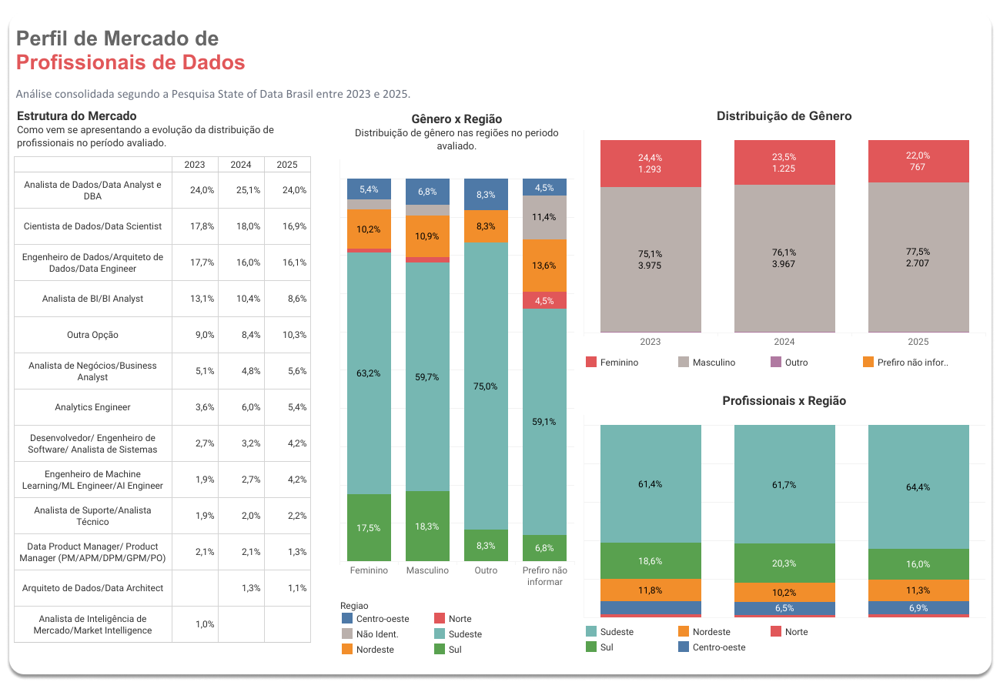 Perfil de Mercado de
Profissionais de Dados
Análise consolidada segundo a Pesquisa State of Data Brasil entre 2023 e 2025.
Estrutura do Mercado
Como vem se apresentando a evolução da distribuição de
profissionais no período avaliado.
2023 2024 2025
Analista de Dados/Data Analyst e
DBA
24,0% 25,1% 24,0%
Cientista de Dados/Data Scientist 17,8% 18,0% 16,9%
Engenheiro de Dados/Arquiteto de
Dados/Data Engineer
17,7% 16,0% 16,1%
Analista de BI/BI Analyst 13,1% 10,4% 8,6%
Outra Opção 9,0% 8,4% 10,3%
Analista de Negócios/Business
Analyst
5,1% 4,8% 5,6%
Analytics Engineer 3,6% 6,0% 5,4%
Desenvolvedor/ Engenheiro de
Software/ Analista de Sistemas
2,7% 3,2% 4,2%
Engenheiro de Machine
Learning/ML Engineer/AI Engineer
1,9% 2,7% 4,2%
Analista de Suporte/Analista
Técnico
1,9% 2,0% 2,2%
Data Product Manager/ Product
Manager (PM/APM/DPM/GPM/PO)
2,1% 2,1% 1,3%
Arquiteto de Dados/Data Architect 1,3% 1,1%
Analista de Inteligência de
Mercado/Market Intelligence
1,0%
Gênero x Região
Distribuição de gênero nas regiões no periodo
avaliado.
5,4% 6,8% 8,3% 4,5%
11,4%
10,2% 10,9% 8,3% 13,6%
4,5%
63,2% 59,7% 75,0% 59,1%
17,5% 18,3% 8,3% 6,8%
Feminino Masculino Outro Prefiro não
informar
Regiao
Centro-oeste Norte
Não Ident. Sudeste
Nordeste Sul
Distribuição de Gênero
24,4% 23,5% 22,0%
1.293 1.225 767
75,1% 76,1% 77,5%
3.975 3.967 2.707
2023 2024 2025
Feminino Masculino Outro Prefiro não infor..
Profissionais x Região
61,4% 61,7% 64,4%
18,6% 20,3% 16,0%
11,8% 10,2% 11,3%
6,5% 6,9%
Sudeste Nordeste Norte
Sul Centro-oeste